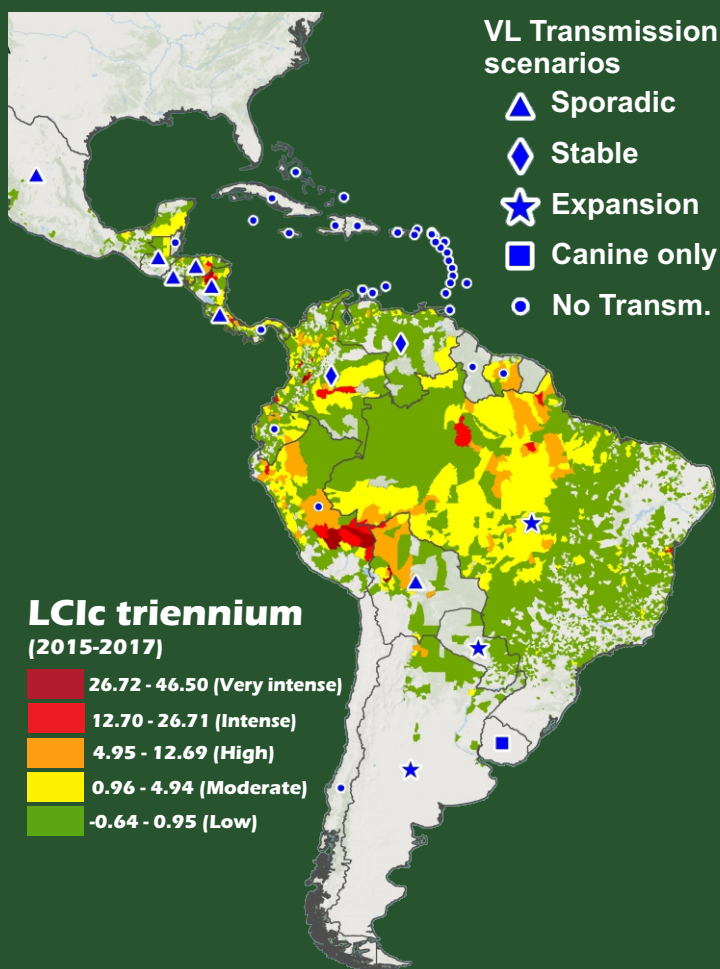 VL Transmission
scenarios
Sporadic
Stable
Expansion
Canine only
No Transm.
LCIc triennium
(2015-2017)
26.72 - 46.50 (Very intense)
12.70 - 26.71 (Intense)
4.95 - 12.69 (High)
0.96 - 4.94 (Moderate)
-0.64 - 0.95 (Low)